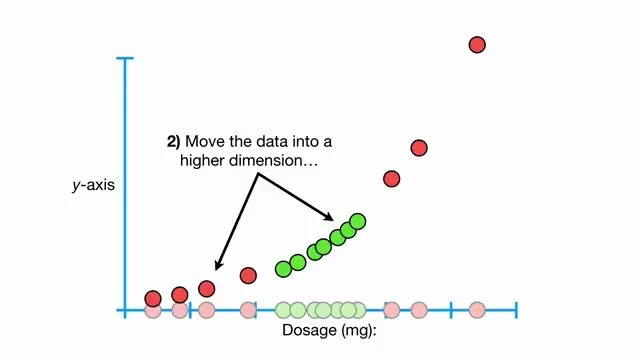 2) Move the data into a
higher dimension…
y-axis
Dosage (mg):